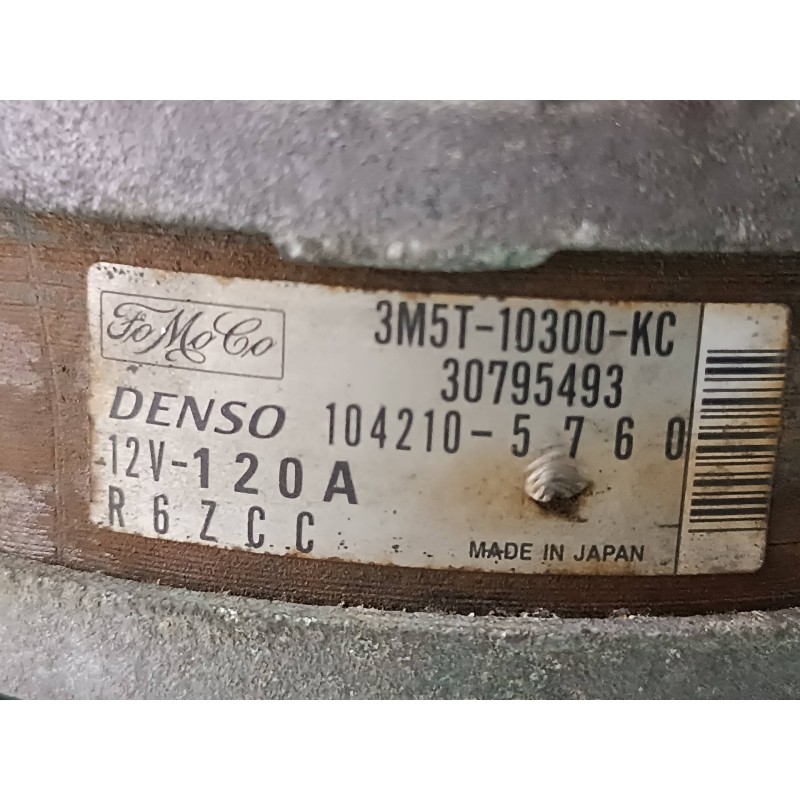 FoMoCo
3M5T-10300-KC
30795493
DENSO 104210-5760
12V-120A
R6ZCC
MADE IN JAPAN